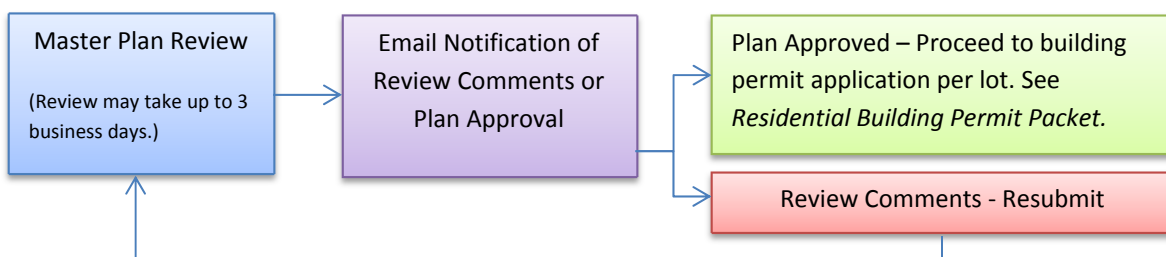 Master Plan Review
(Review may take up to 3
business days.)
Email Notification of
Review Comments or
Plan Approval
Plan Approved – Proceed to building
permit application per lot. See
Residential Building Permit Packet.
Review Comments - Resubmit